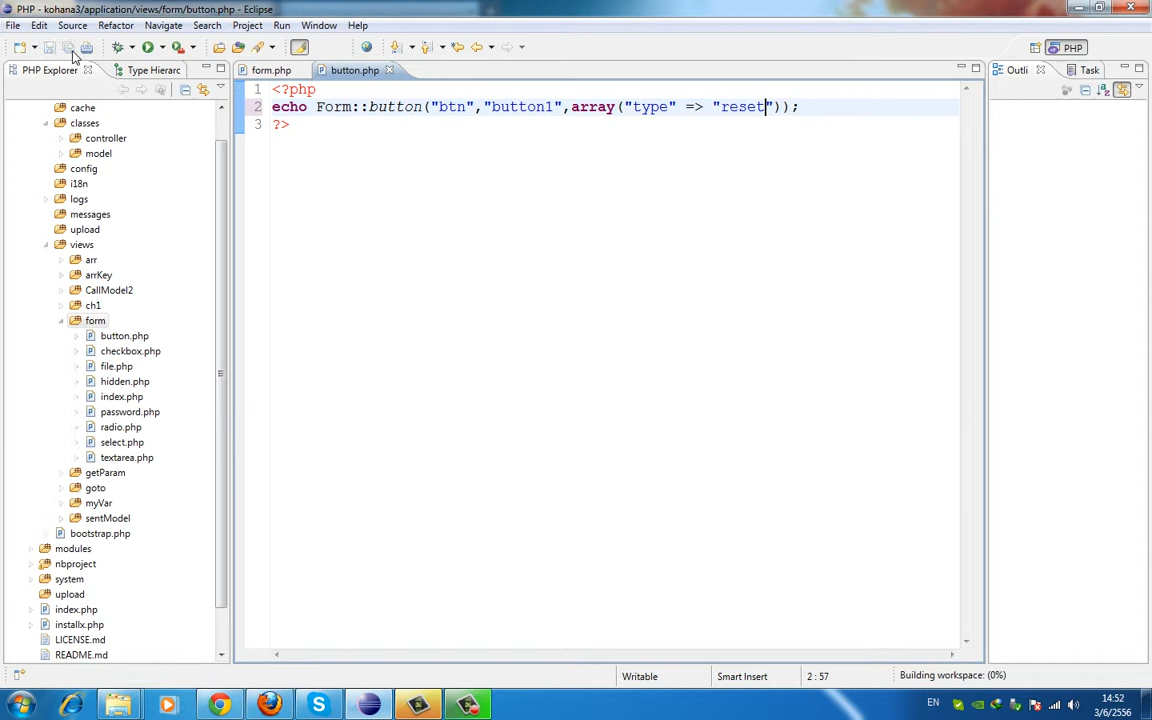 PHP - kohana3/application/views/form/button.php - Eclipse
File Edit Source Refactor Navigate Search Project Run Window Help
PHP
PHP Explorer Type Hierarc
form.php button.php
Outli Task
cache
classes
controller
model
config
i18n
logs
messages
upload
views
arr
arrKey
CallModel2
ch1
form
button.php
checkbox.php
file.php
hidden.php
index.php
password.php
radio.php
select.php
textarea.php
getParam
goto
myVar
sentModel
bootstrap.php
modules
nbproject
system
upload
index.php
installx.php
LICENSE.md
README.md
1 <?php
2 echo Form::button("btn","button1",array("type" => "reset"));
3 ?>
Writable Smart Insert 2 : 57 Building workspace: (0%)
EN 14:52
3/6/2556